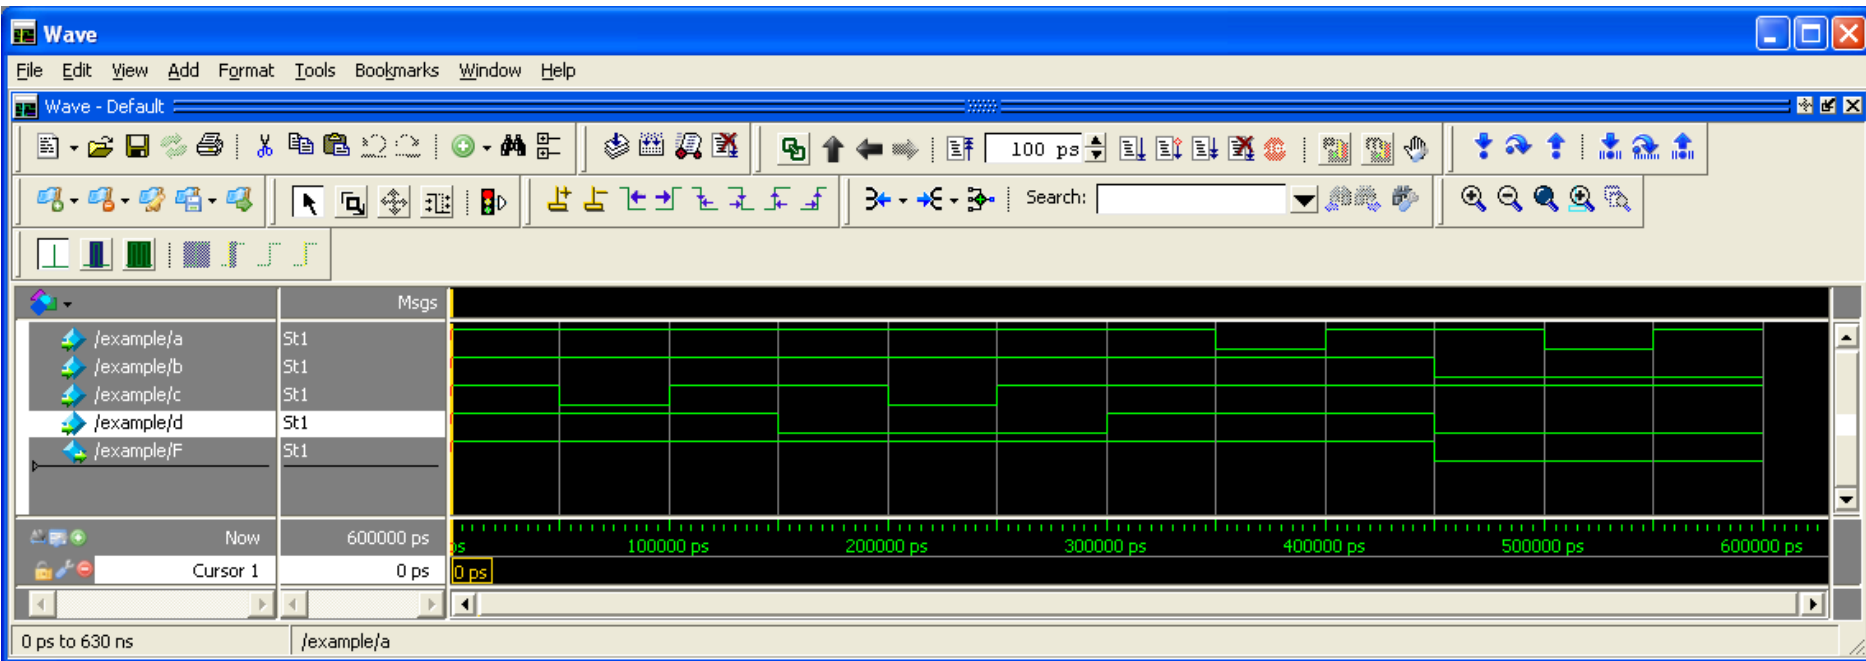 Wave
File Edit View Add Format Tools Bookmarks Window Help
Wave - Default
100 ps
Search:
Msgs
/example/a St1
/example/b St1
/example/c St1
/example/d St1
/example/F St1
Now 600000 ps ps 100000 ps 200000 ps 300000 ps 400000 ps 500000 ps 600000 ps
Cursor 1 0 ps 0 ps
0 ps to 630 ns /example/a